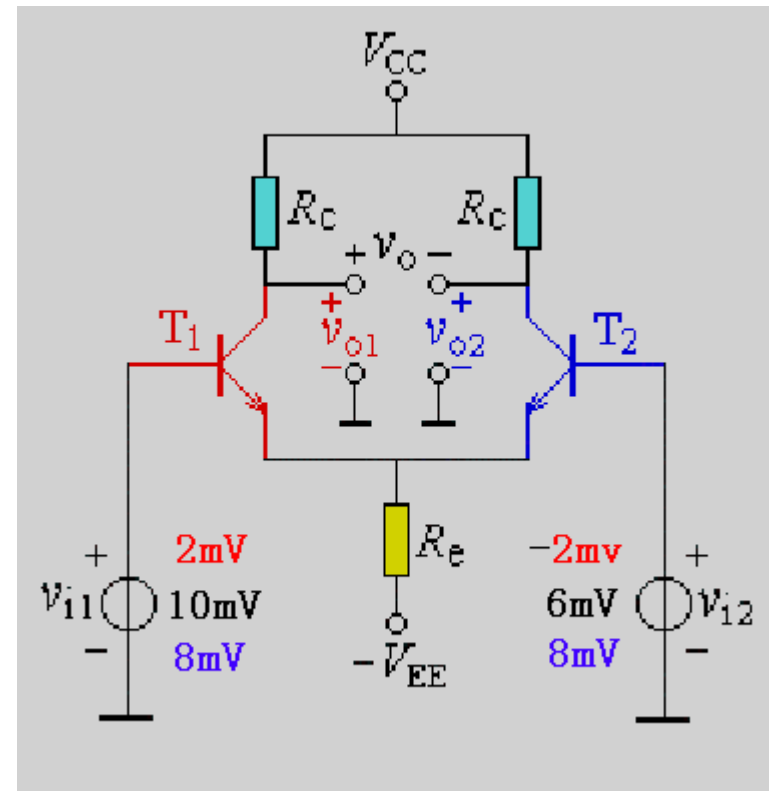 VCC
RC RC
+ vo −
+ +
T1 vo1 vo2 T2
− −
+ 2mV Re −2mv +
vi1 10mV 6mV vi2
− 8mV −VEE 8mV −